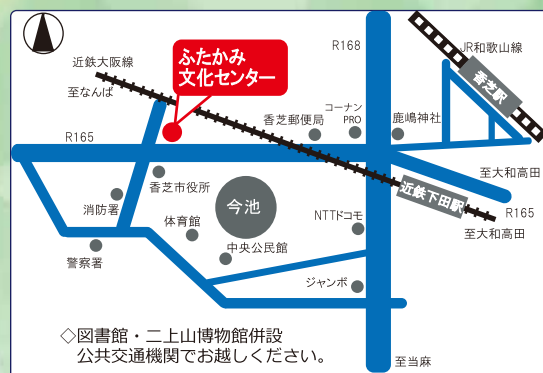 R168
JR和歌山線
近鉄大阪線
至なんば
ふたかみ
文化センター
香芝駅
コーナン
PRO
香芝郵便局
鹿嶋神社
R165
香芝市役所
至大和高田
消防署
今池
近鉄下田駅
R165
体育館
NTTドコモ
至大和高田
警察署
中央公民館
ジャンボ
◇図書館・二上山博物館併設
公共交通機関でお越しください。
至当麻